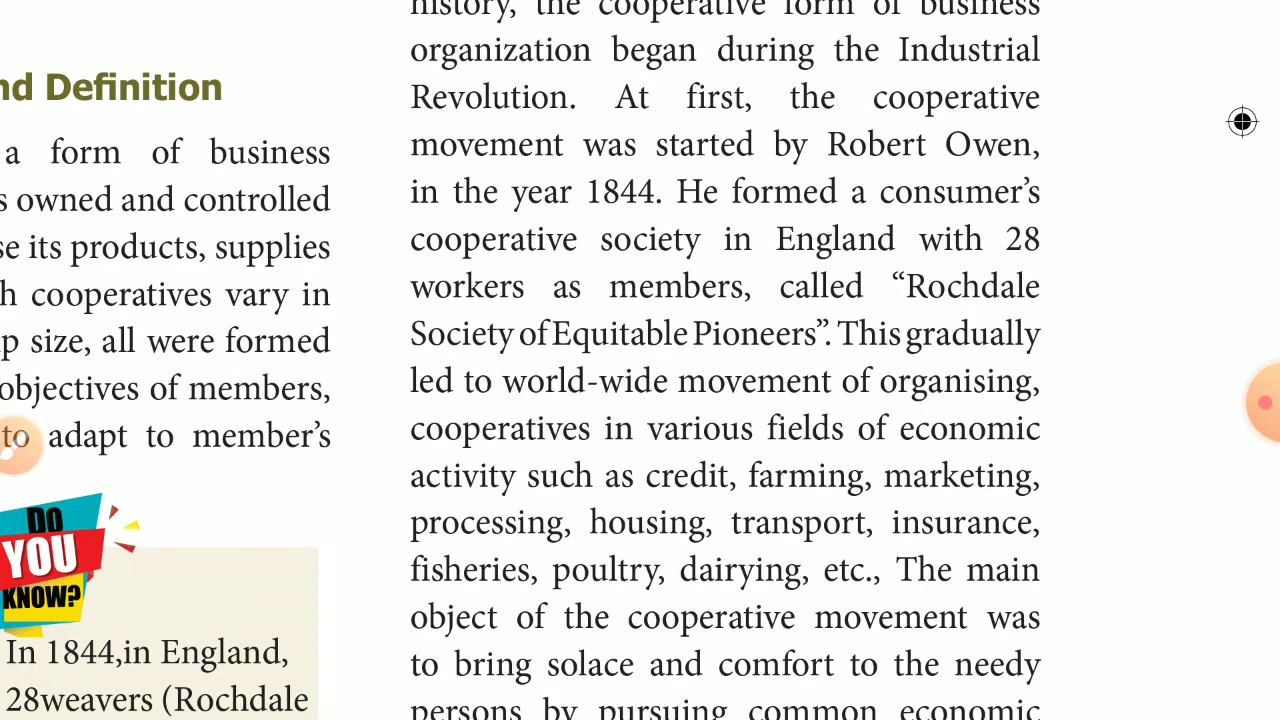 nd Definition
a form of business
s owned and controlled
se its products, supplies
h cooperatives vary in
p size, all were formed
objectives of members,
to adapt to member’s
DO
YOU
KNOW?
In 1844,in England,
28weavers (Rochdale
history, the cooperative form of business
organization began during the Industrial
Revolution. At first, the cooperative
movement was started by Robert Owen,
in the year 1844. He formed a consumer’s
cooperative society in England with 28
workers as members, called “Rochdale
Society of Equitable Pioneers”. This gradually
led to world-wide movement of organising,
cooperatives in various fields of economic
activity such as credit, farming, marketing,
processing, housing, transport, insurance,
fisheries, poultry, dairying, etc., The main
object of the cooperative movement was
to bring solace and comfort to the needy
persons by pursuing common economic